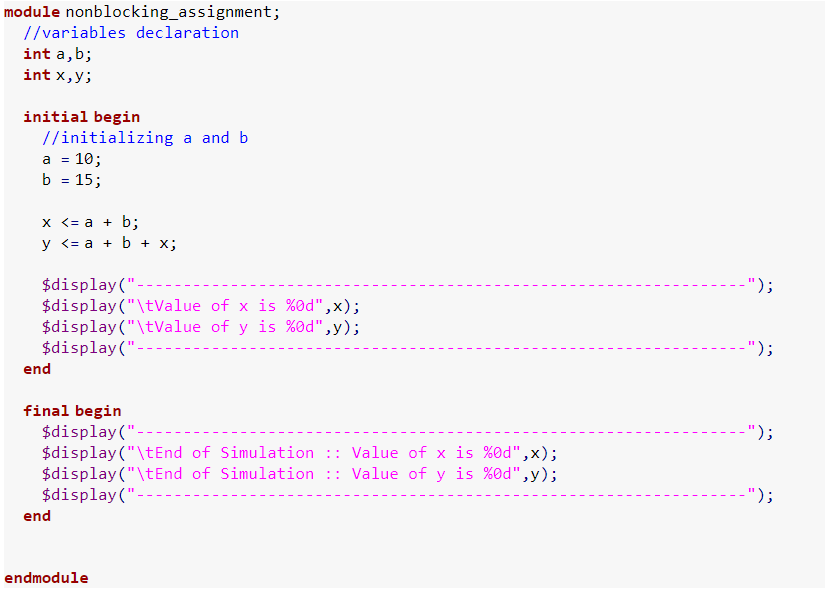 module nonblocking_assignment;
//variables declaration
int a,b;
int x,y;
initial begin
//initializing a and b
a = 10;
b = 15;
x <= a + b;
y <= a + b + x;
$display("-----------------------------------------------------------------");
$display("\tValue of x is %0d",x);
$display("\tValue of y is %0d",y);
$display("-----------------------------------------------------------------");
end
final begin
$display("-----------------------------------------------------------------");
$display("\tEnd of Simulation :: Value of x is %0d",x);
$display("\tEnd of Simulation :: Value of y is %0d",y);
$display("-----------------------------------------------------------------");
end
endmodule